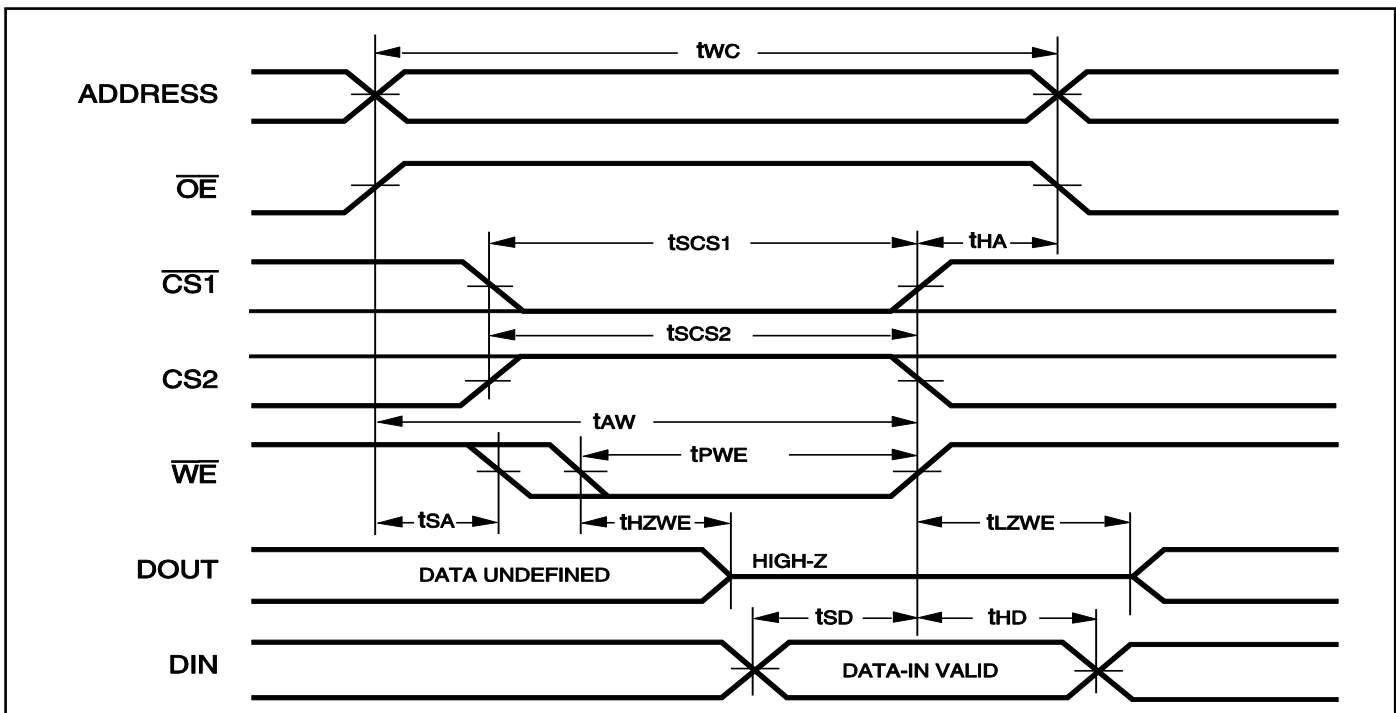 tWC
ADDRESS
OE
tSCS1
tHA
CS1
tSCS2
CS2
tAW
tPWE
WE
tSA
tHZWE
tLZWE
DOUT
DATA UNDEFINED
HIGH-Z
tSD
tHD
DIN
DATA-IN VALID